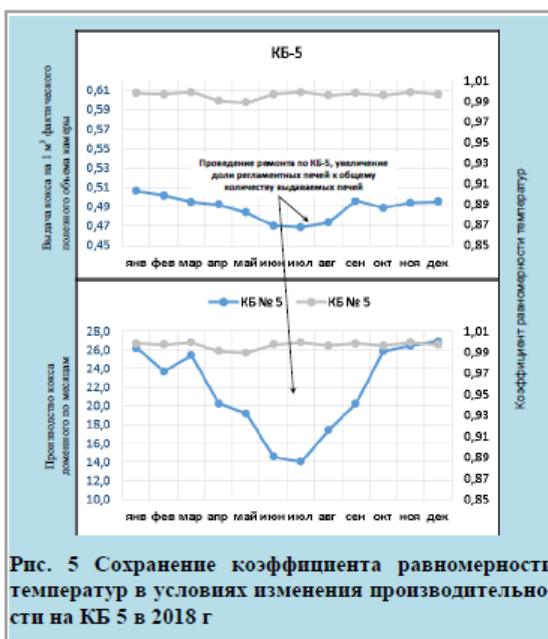 КБ-5
Выдача кокса на 1 м³ фактического
полезного объема камеры
0,61
0,59
0,57
0,55
0,53
0,51
0,49
0,47
0,45
1,01
0,99
0,97
0,95
0,93
0,91
0,89
0,87
0,85
Проведение ремонта по КБ-5, увеличение
доли регламентных печей к общему
количеству выдаваемых печей
янв фев мар апр май июн июл авг сен окт ноя дек
Коэффициент равномерности температур
КБ № 5 КБ № 5
Производство кокса
доменного по месяцам
28,0
26,0
24,0
22,0
20,0
18,0
16,0
14,0
12,0
10,0
1,01
0,99
0,97
0,95
0,93
0,91
0,89
0,87
0,85
янв фев мар апр май июн июл авг сен окт ноя дек
Рис. 5 Сохранение коэффициента равномерности
температур в условиях изменения производительно-
сти на КБ 5 в 2018 г